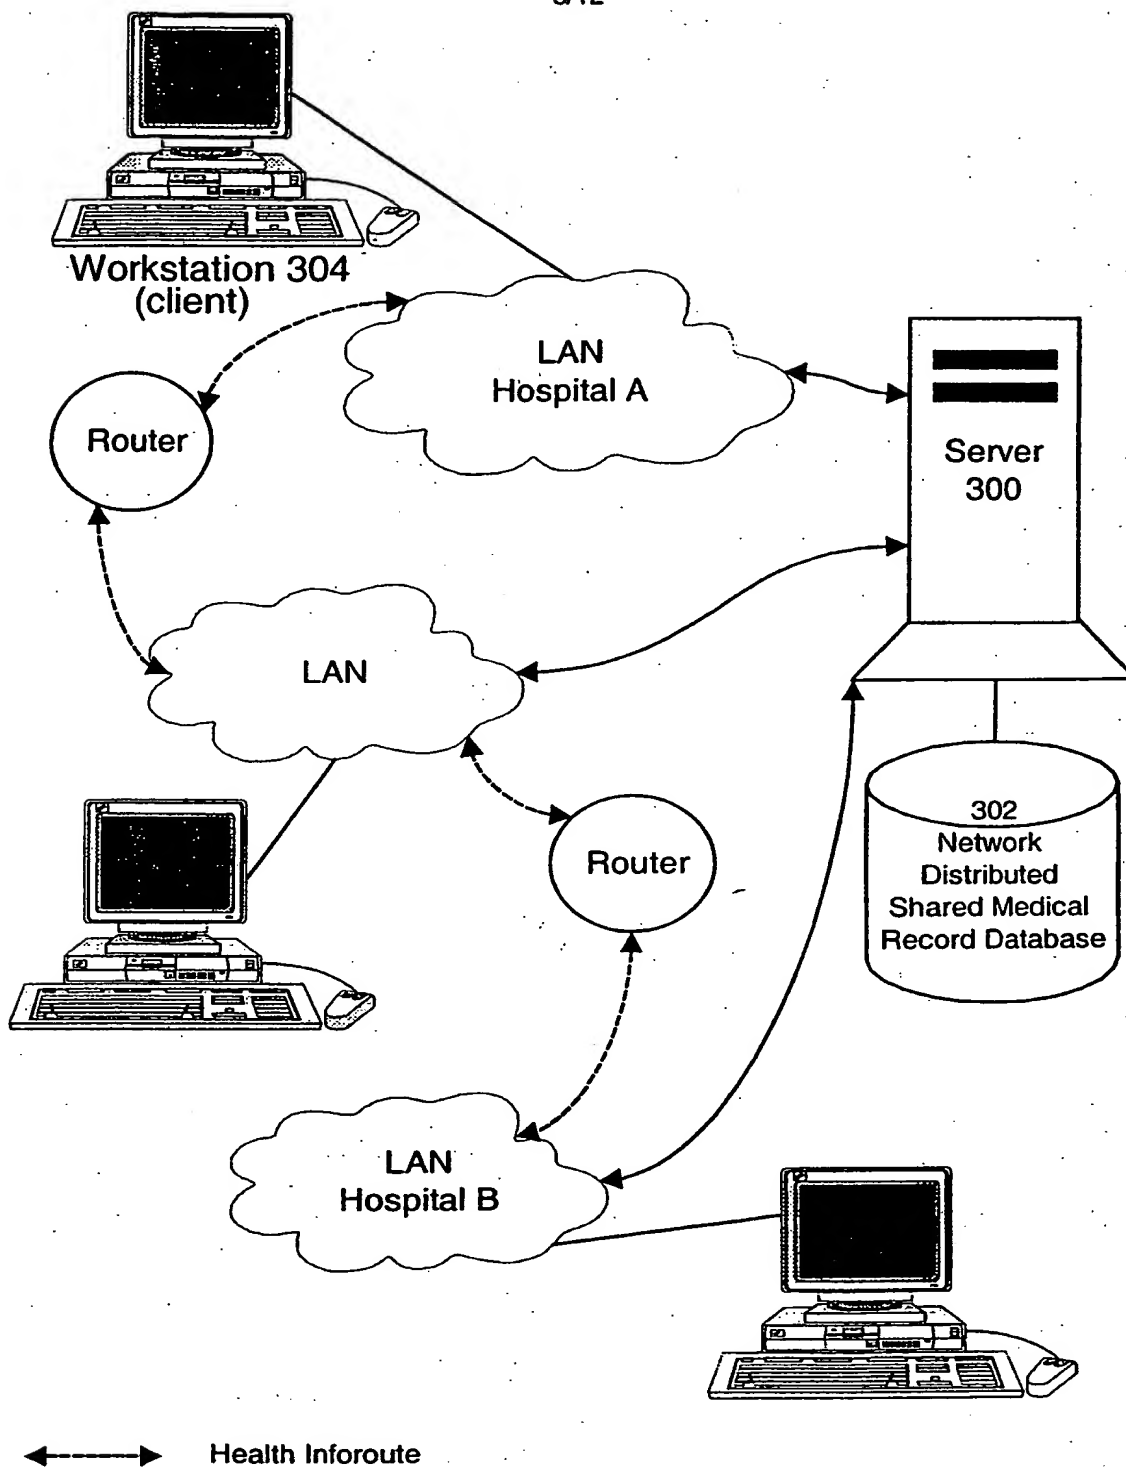 Workstation 304
(client)
LAN
Hospital A
Router
Server
300
LAN
Router
302
Network
Distributed
Shared Medical
Record Database
LAN
Hospital B
Health Inforoute